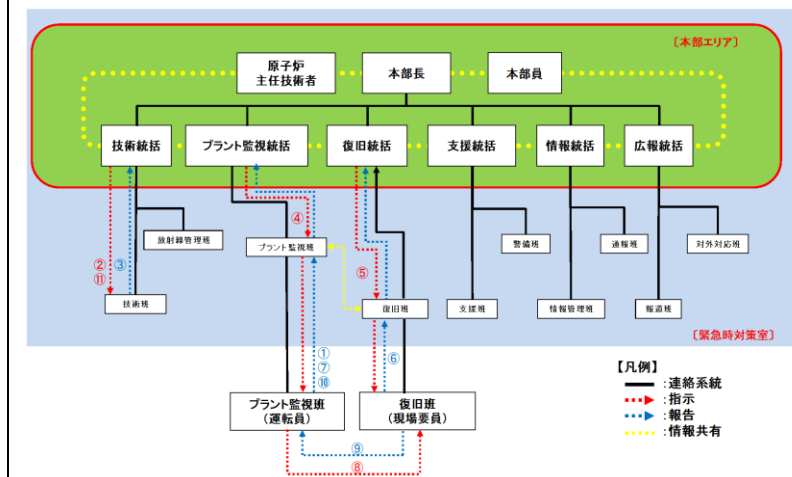 〔本部エリア〕
原子炉
主任技術者
本部長
本部員
技術統括
プラント監視統括
復旧統括
支援統括
情報統括
広報統括
④
放射線管理班
プラント監視班
警備班
通報班
対外対応班
②
⑪
③
⑤
技術班
復旧班
支援班
情報管理班
報道班
〔緊急時対策室〕
①
⑦
⑩
⑥
プラント監視班
(運転員)
復旧班
(現場要員)
⑨
⑧
【凡例】
:連絡系統
:指示
:報告
:情報共有